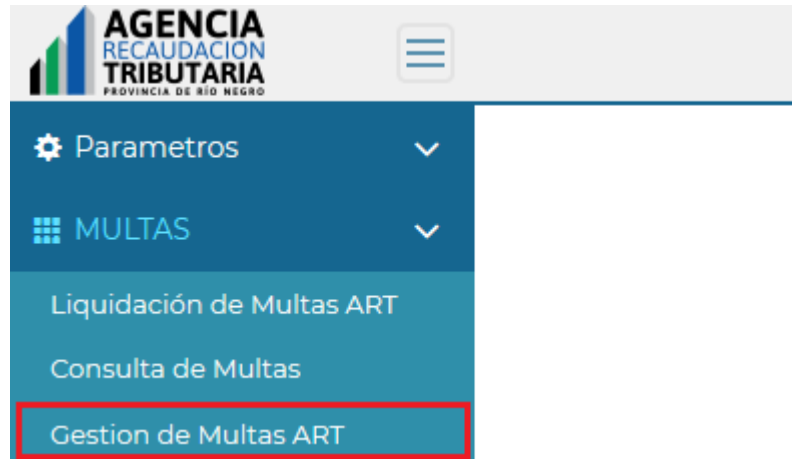 AGENCIA
RECAUDACIÓN
TRIBUTARIA
PROVINCIA DE RÍO NEGRO
Parametros
MULTAS
Liquidación de Multas ART
Consulta de Multas
Gestion de Multas ART